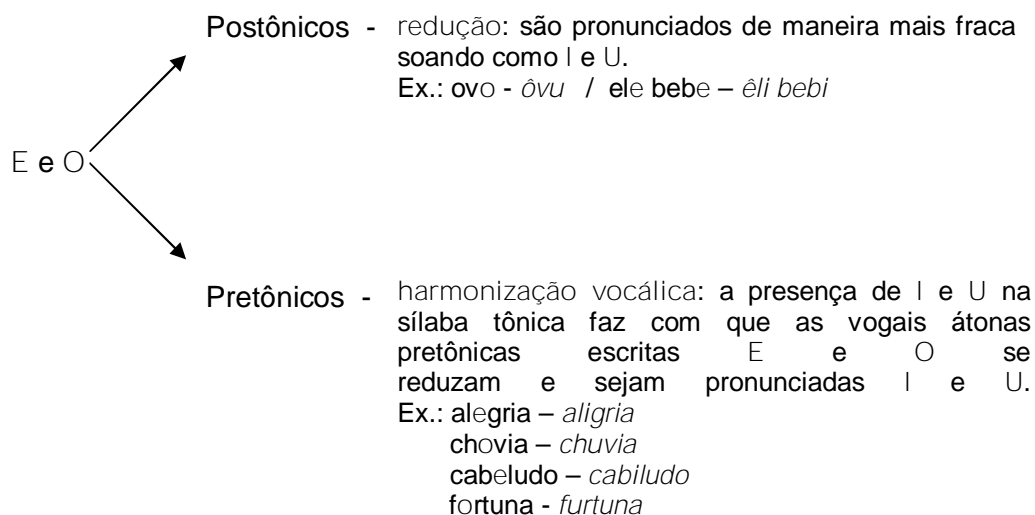 Postônicos - redução: são pronunciados de maneira mais fraca
soando como I e U.
Ex.: ovo - ôvu / ele bebe – êli bebi
E e O
Pretônicos - harmonização vocálica: a presença de I e U na
sílaba tônica faz com que as vogais átonas
pretônicas escritas E e O se
reduzam e sejam pronunciadas I e U.
Ex.: alegria – aligria
chovia – chuvia
cabeludo – cabiludo
fortuna - furtuna